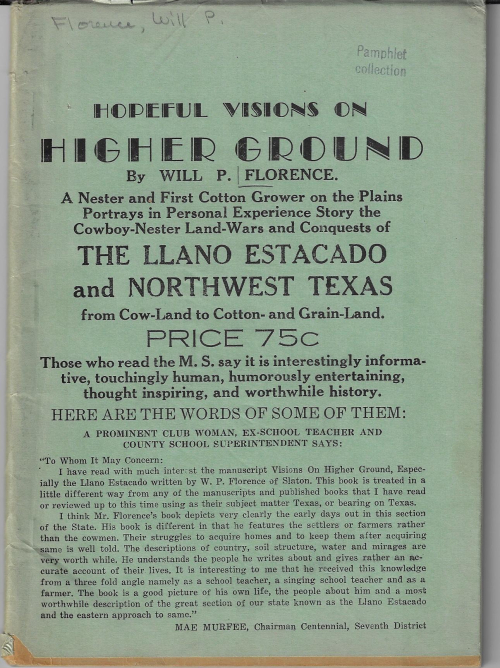 Florence, Will P.
Pamphlet
collection
HOPEFUL VISIONS ON
HIGHER GROUND
By WILL P. FLORENCE.
A Nester and First Cotton Grower on the Plains
Portrays in Personal Experience Story the
Cowboy-Nester Land-Wars and Conquests of
THE LLANO ESTACADO
and NORTHWEST TEXAS
from Cow-Land to Cotton- and Grain-Land.
PRICE 75c
Those who read the M. S. say it is interestingly informa-
tive, touchingly human, humorously entertaining,
thought inspiring, and worthwhile history.
HERE ARE THE WORDS OF SOME OF THEM:
A PROMINENT CLUB WOMAN, EX-SCHOOL TEACHER AND
COUNTY SCHOOL SUPERINTENDENT SAYS:
"To Whom It May Concern:
I have read with much interest the manuscript Visions On Higher Ground, Espec-
ially the Llano Estacado written by W. P. Florence of Slaton. This book is treated in a
little different way from any of the manuscripts and published books that I have read
or reviewed up to this time using as their subject matter Texas, or bearing on Texas.
I think Mr. Florence's book depicts very clearly the early days out in this section
of the State. His book is different in that he features the settlers or farmers rather
than the cowmen. Their struggles to acquire homes and to keep them after acquiring
same is well told. The descriptions of country, soil structure, water and mirages are
very worth while. He understands the people he writes about and gives rather an ac-
curate account of their lives. It is interesting to me that he received this knowledge
from a three fold angle namely as a school teacher, a singing school teacher and as a
farmer. The book is a good picture of his own life, the people about him and a most
worthwhile description of the great section of our state known as the Llano Estacado
and the eastern approach to same."
MAE MURFEE, Chairman Centennial, Seventh District